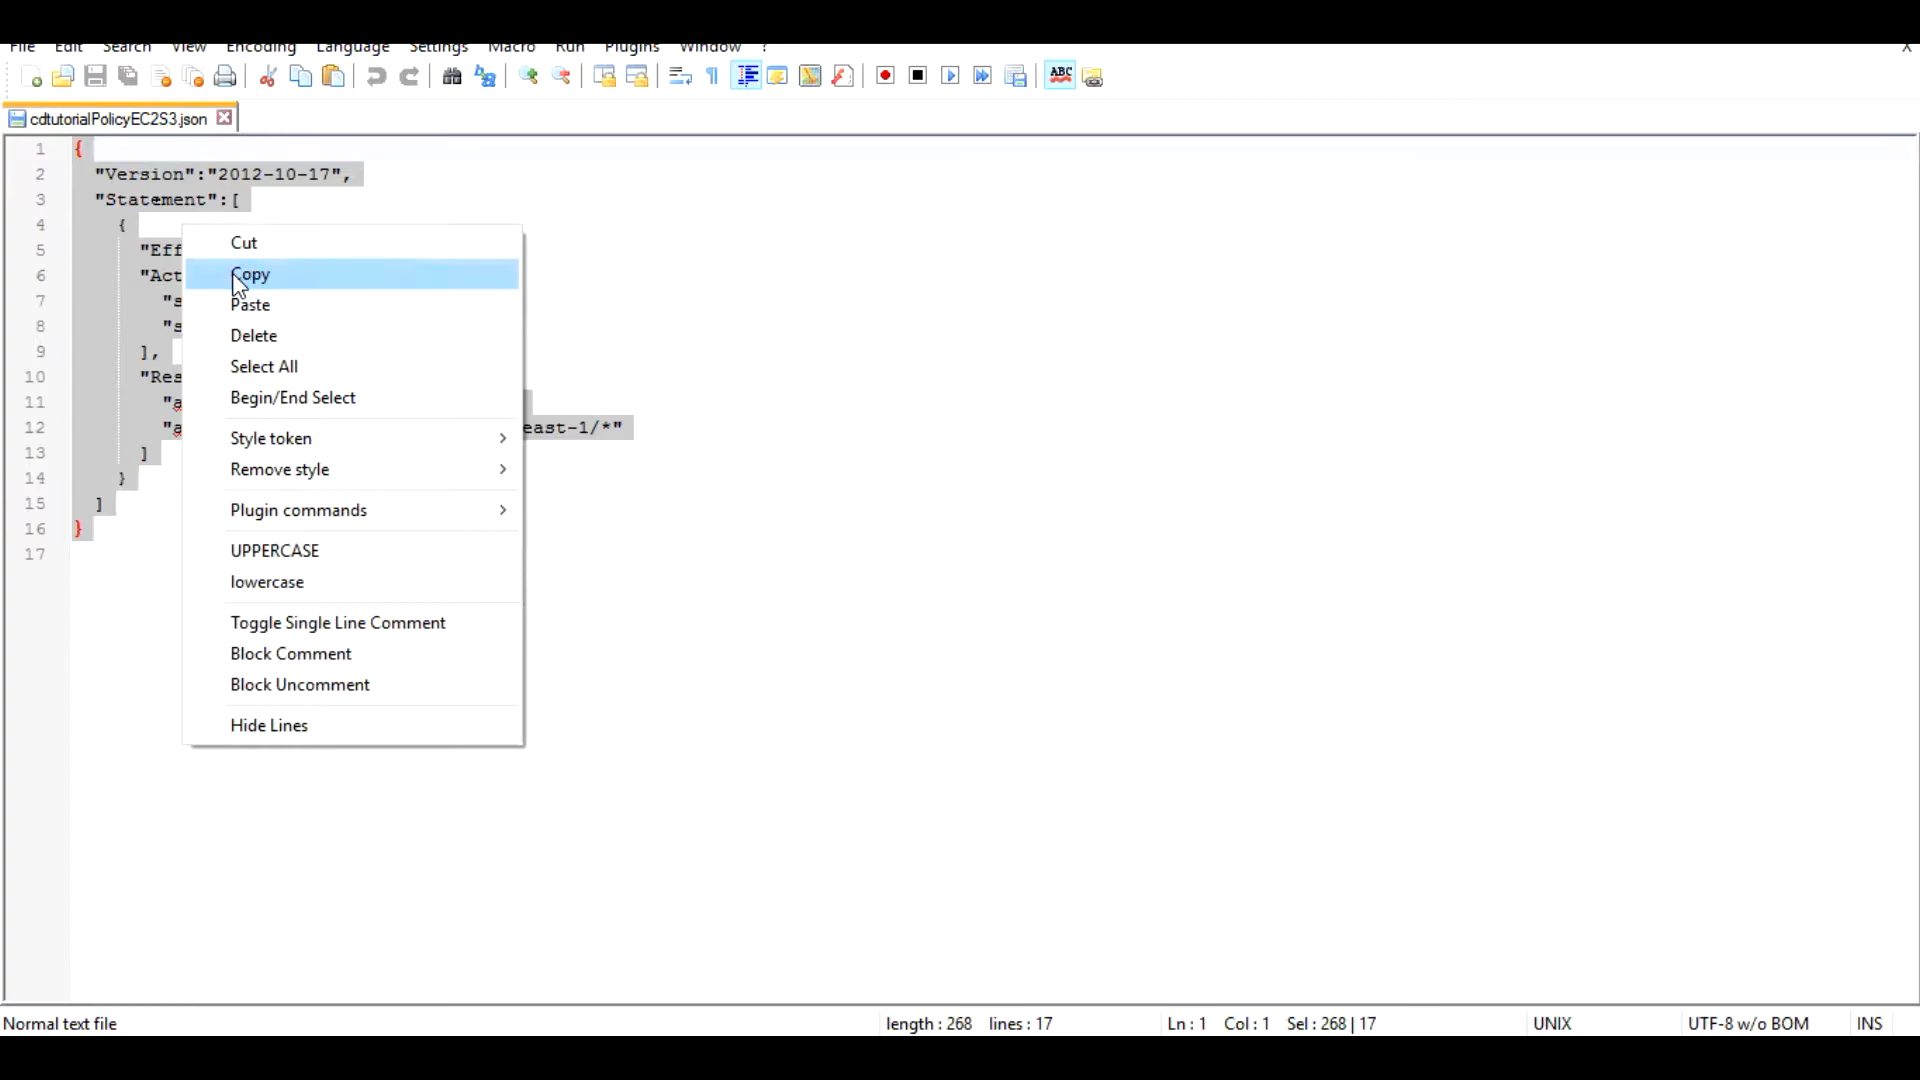 File Edit Search View Encoding Language Settings Macro Run Plugins Window ? X
ABC
cdtutorialPolicyEC2S3.json
1 {
2 "Version":"2012-10-17",
3 "Statement":[
4 {
5 "Eff
6 "Act
7 "s
8 "s
9 ],
10 "Res
11 "a
12 "a east-1/*"
13 ]
14 }
15 ]
16 }
17
Cut
Copy
Paste
Delete
Select All
Begin/End Select
Style token
Remove style
Plugin commands
UPPERCASE
lowercase
Toggle Single Line Comment
Block Comment
Block Uncomment
Hide Lines
Normal text file length : 268 lines : 17 Ln : 1 Col : 1 Sel : 268 | 17 UNIX UTF-8 w/o BOM INS